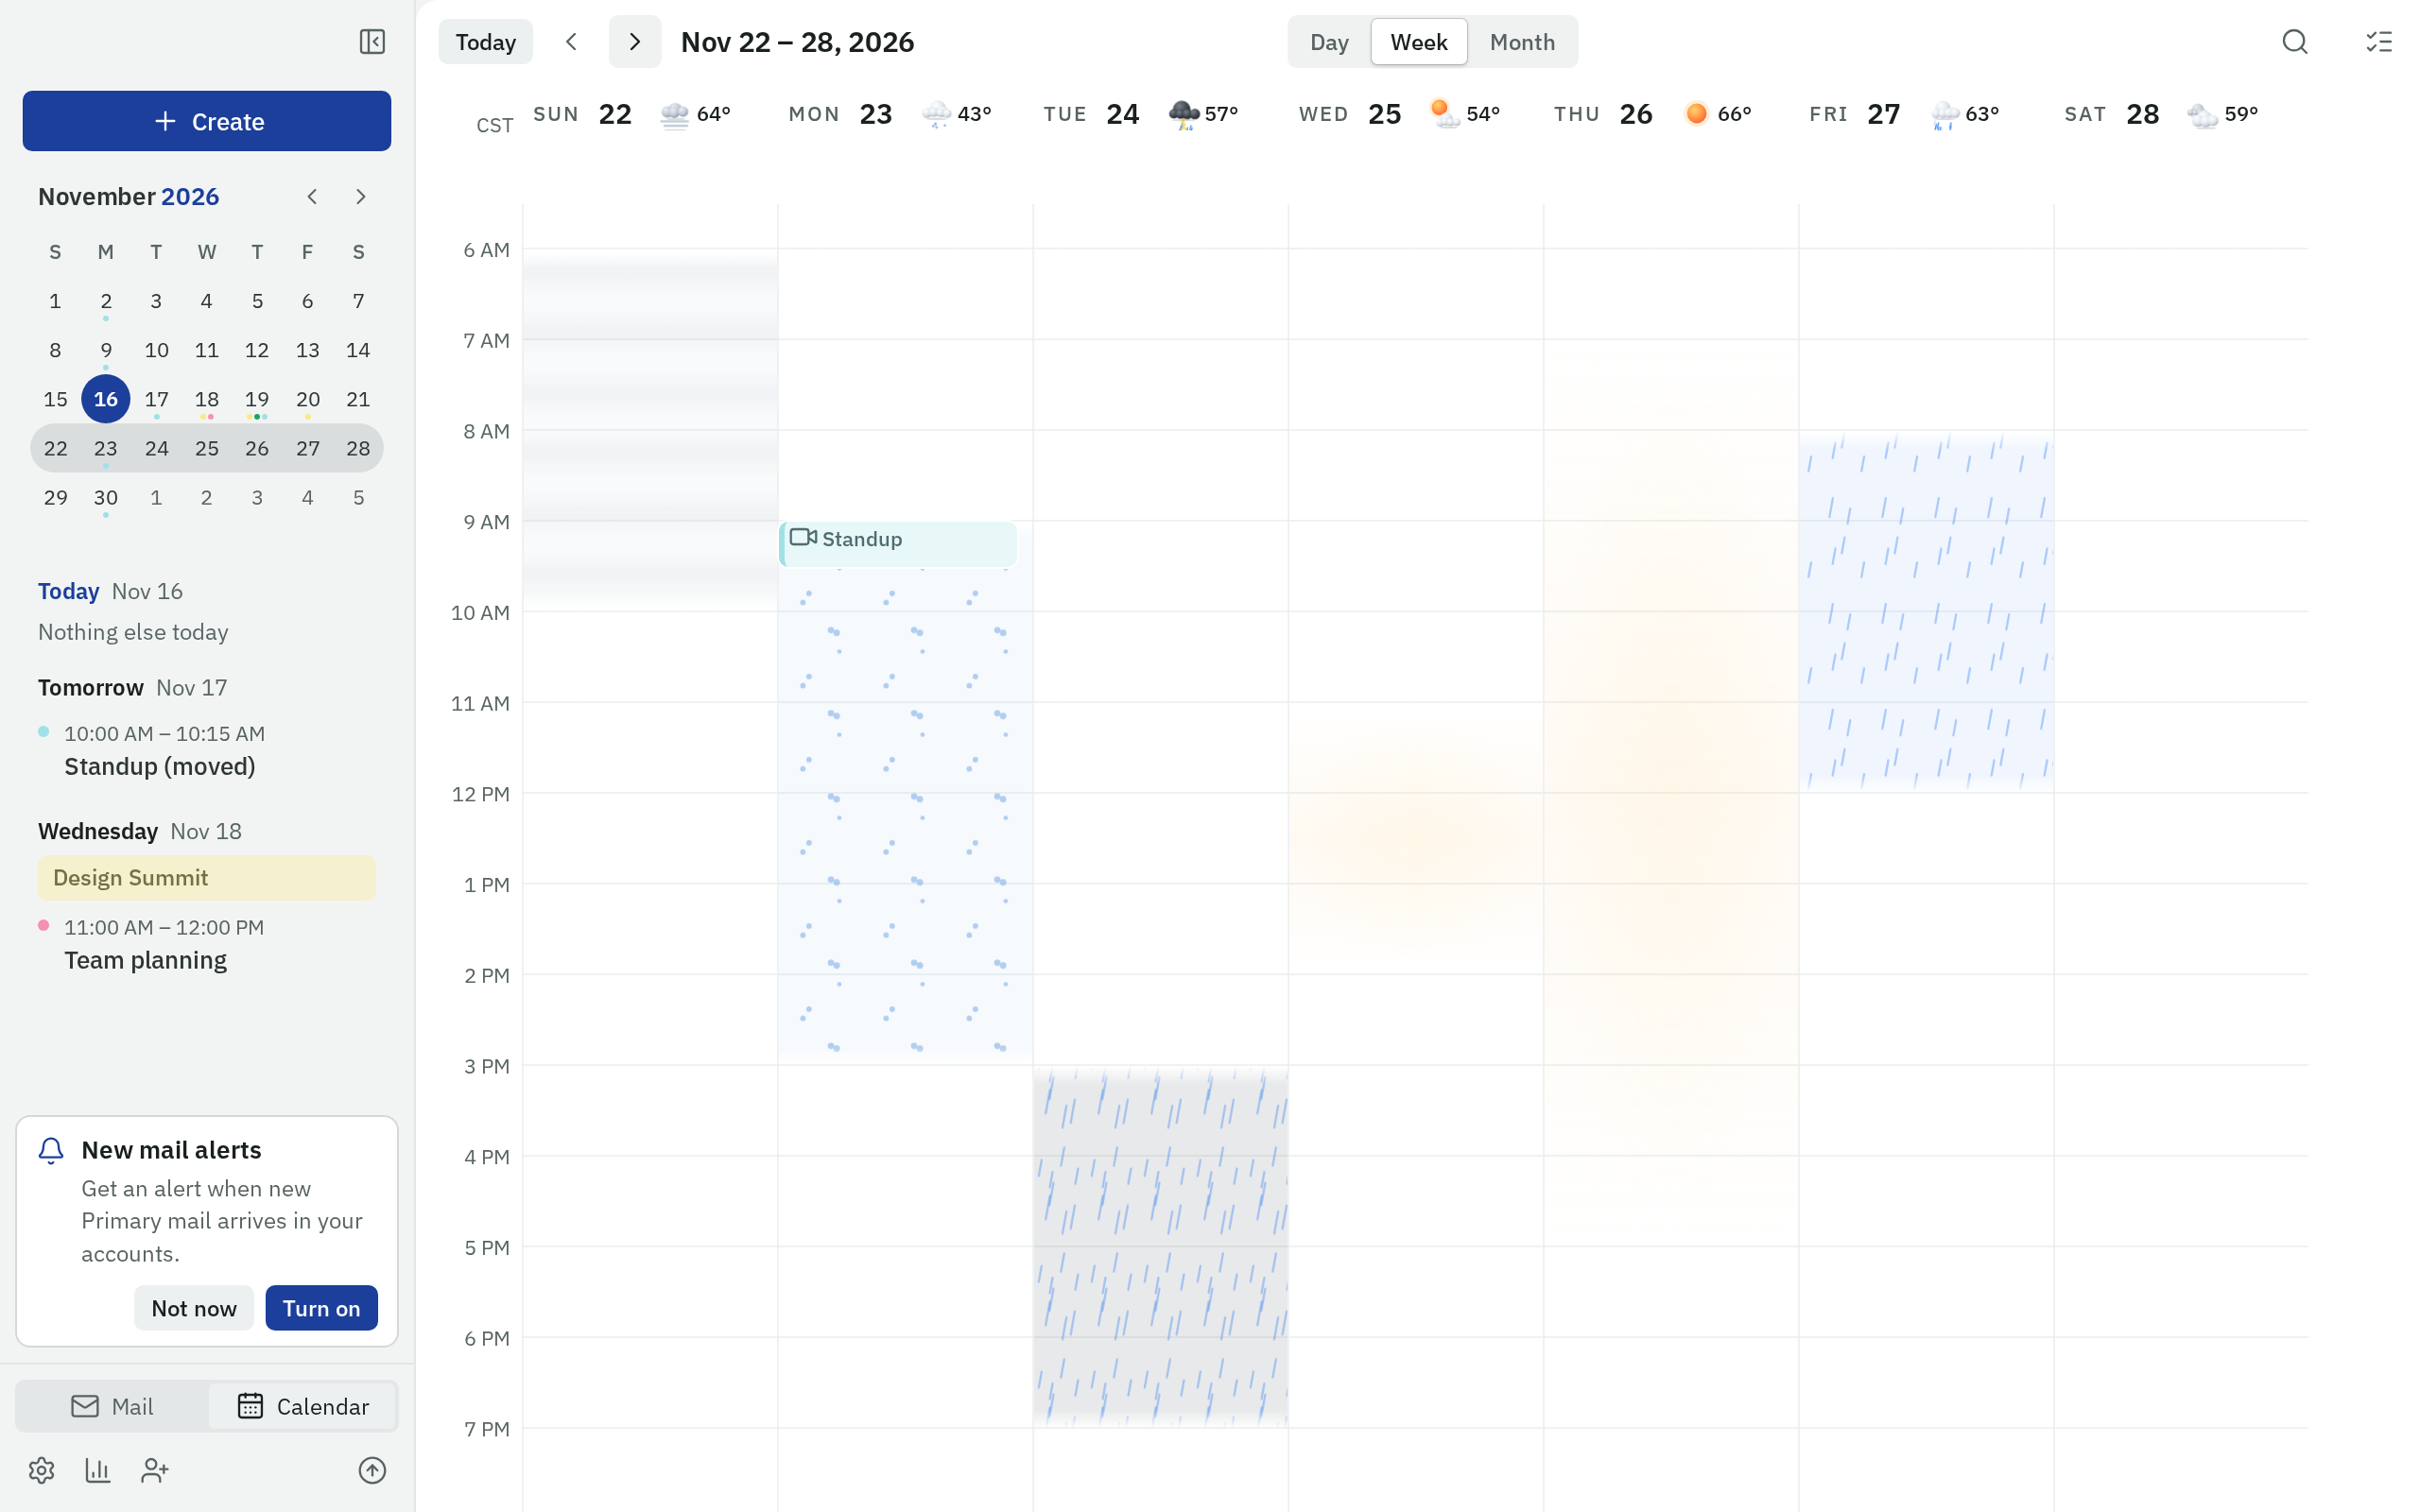 Create
November 2026
S M T W T F S
1 2 3 4 5 6 7
8 9 10 11 12 13 14
15 16 17 18 19 20 21
22 23 24 25 26 27 28
29 30 1 2 3 4 5
Today Nov 16
Nothing else today
Tomorrow Nov 17
10:00 AM – 10:15 AM
Standup (moved)
Wednesday Nov 18
Design Summit
11:00 AM – 12:00 PM
Team planning
New mail alerts
Get an alert when new
Primary mail arrives in your
accounts.
Not now Turn on
Mail Calendar
Today Nov 22 – 28, 2026 Day Week Month
CST SUN 22 64° MON 23 43° TUE 24 57° WED 25 54° THU 26 66° FRI 27 63° SAT 28 59°
6 AM
7 AM
8 AM
9 AM
Standup
10 AM
11 AM
12 PM
1 PM
2 PM
3 PM
4 PM
5 PM
6 PM
7 PM